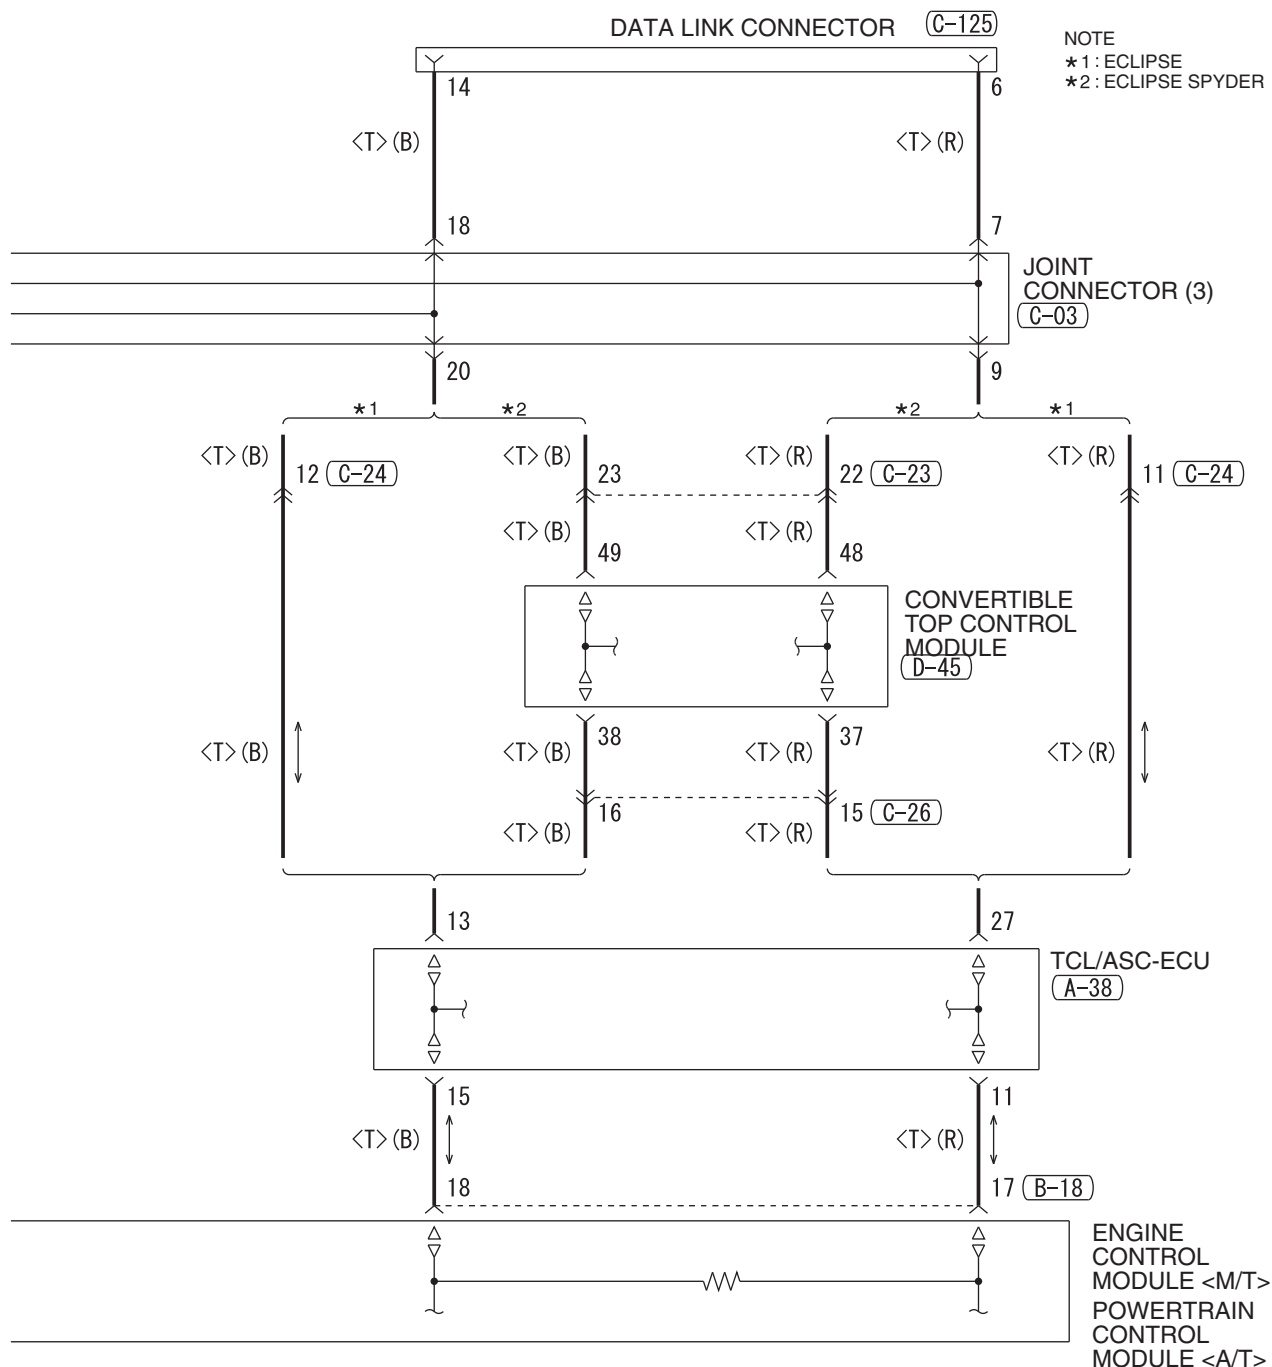 DATA LINK CONNECTOR C-125
NOTE
*1 : ECLIPSE
*2 : ECLIPSE SPYDER
14
6
<T> (B)
<T> (R)
18
7
JOINT
CONNECTOR (3)
C-03
20
9
*1
*2
*2
*1
<T> (B)
12 C-24
<T> (B)
23
<T> (R)
22 C-23
<T> (R)
11 C-24
<T> (B)
49
<T> (R)
48
CONVERTIBLE
TOP CONTROL
MODULE
D-45
<T> (B)
<T> (B)
38
<T> (R)
37
<T> (R)
16
15 C-26
<T> (B)
<T> (R)
13
27
TCL/ASC-ECU
A-38
15
11
<T> (B)
<T> (R)
18
17 B-18
ENGINE
CONTROL
MODULE <M/T>
POWERTRAIN
CONTROL
MODULE <A/T>